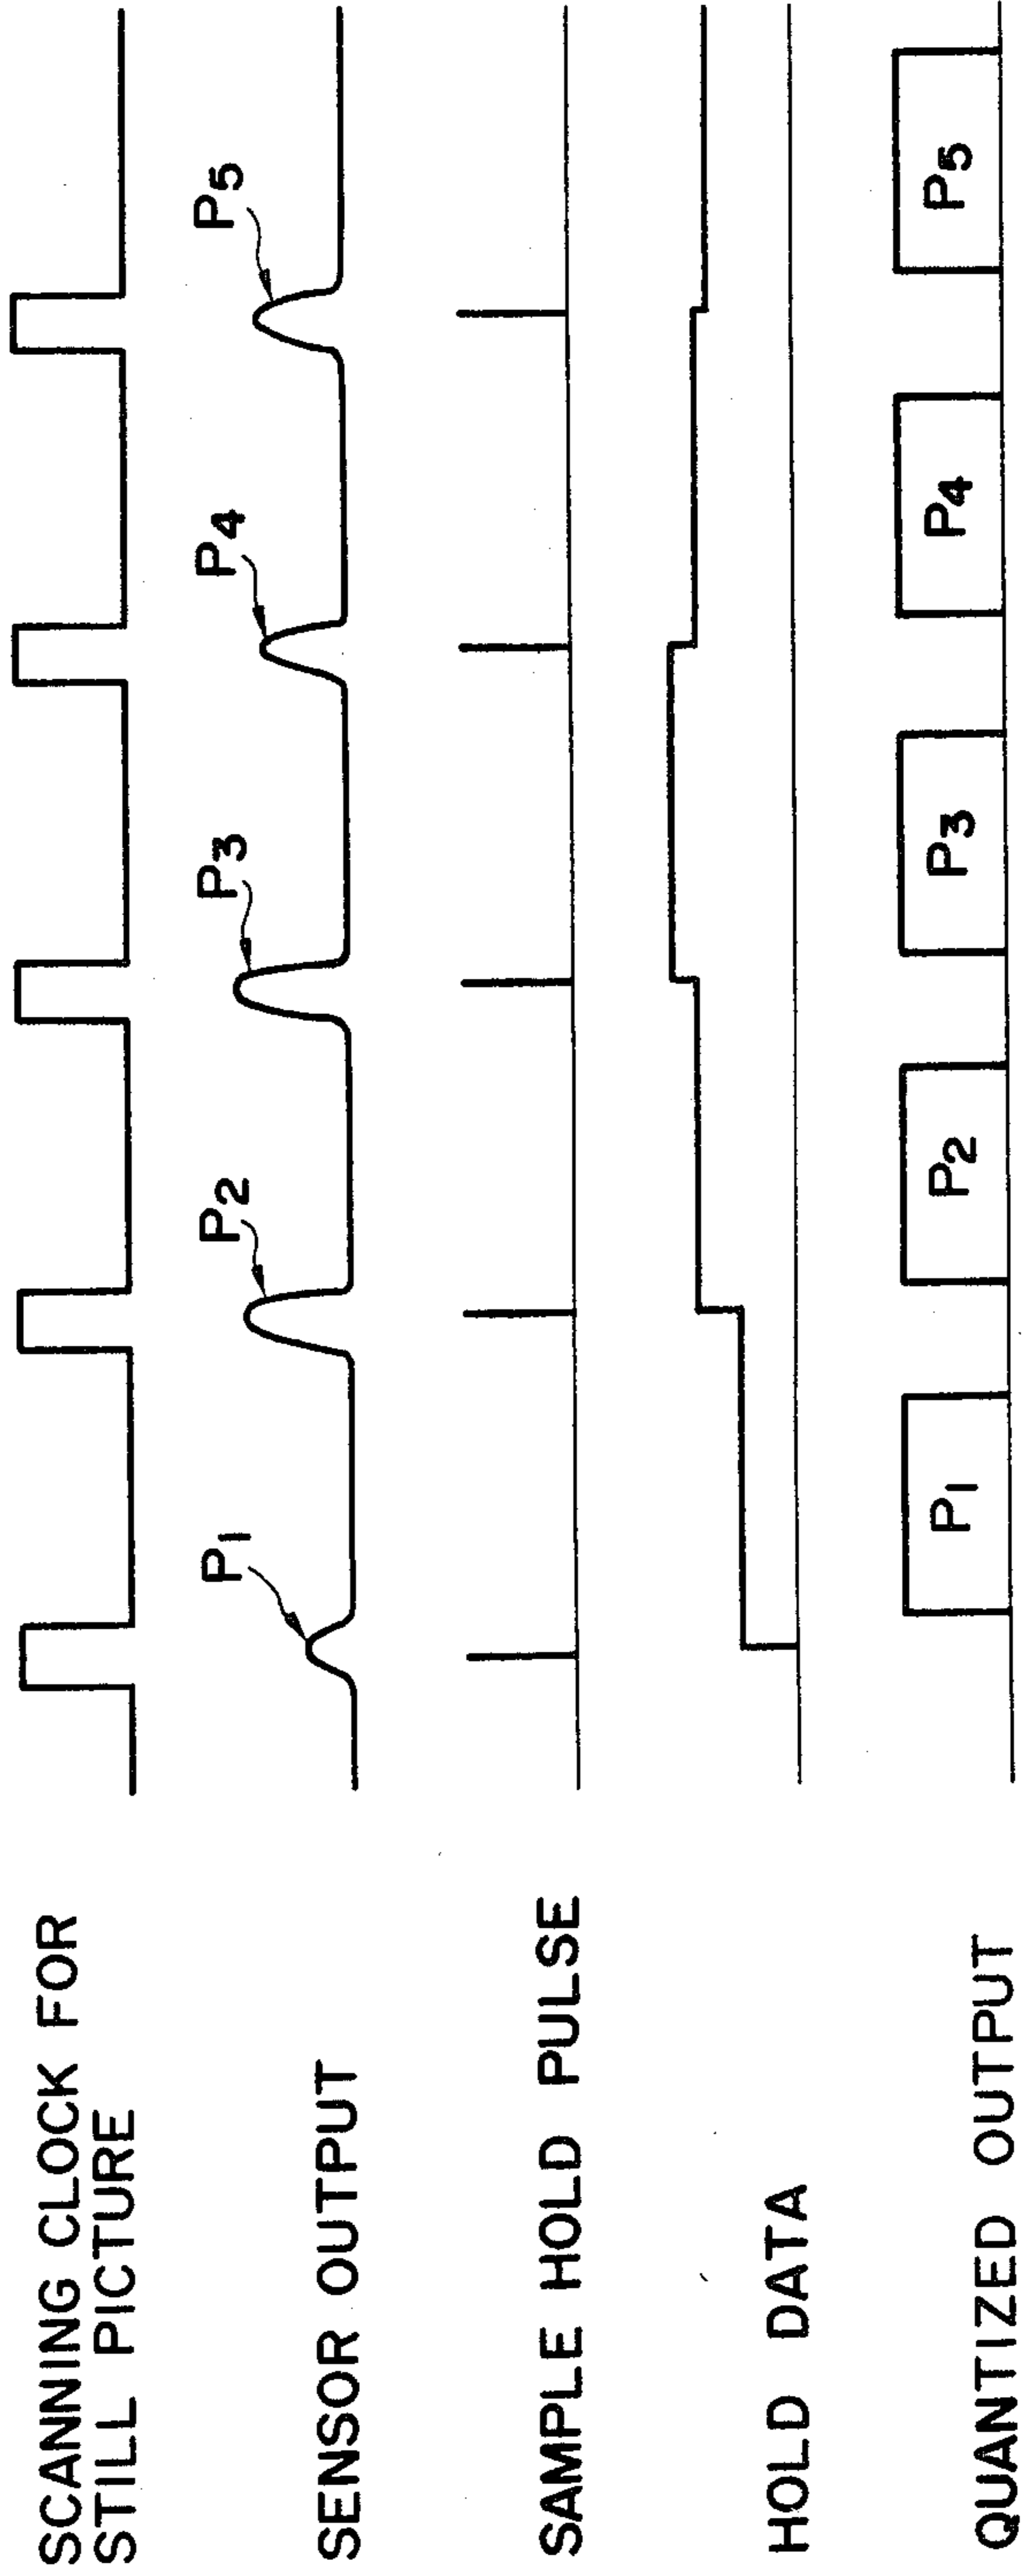 SCANNING CLOCK FOR
STILL PICTURE
SENSOR OUTPUT
P1
P2
P3
P4
P5
SAMPLE HOLD PULSE
HOLD DATA
QUANTIZED OUTPUT
P1
P2
P3
P4
P5